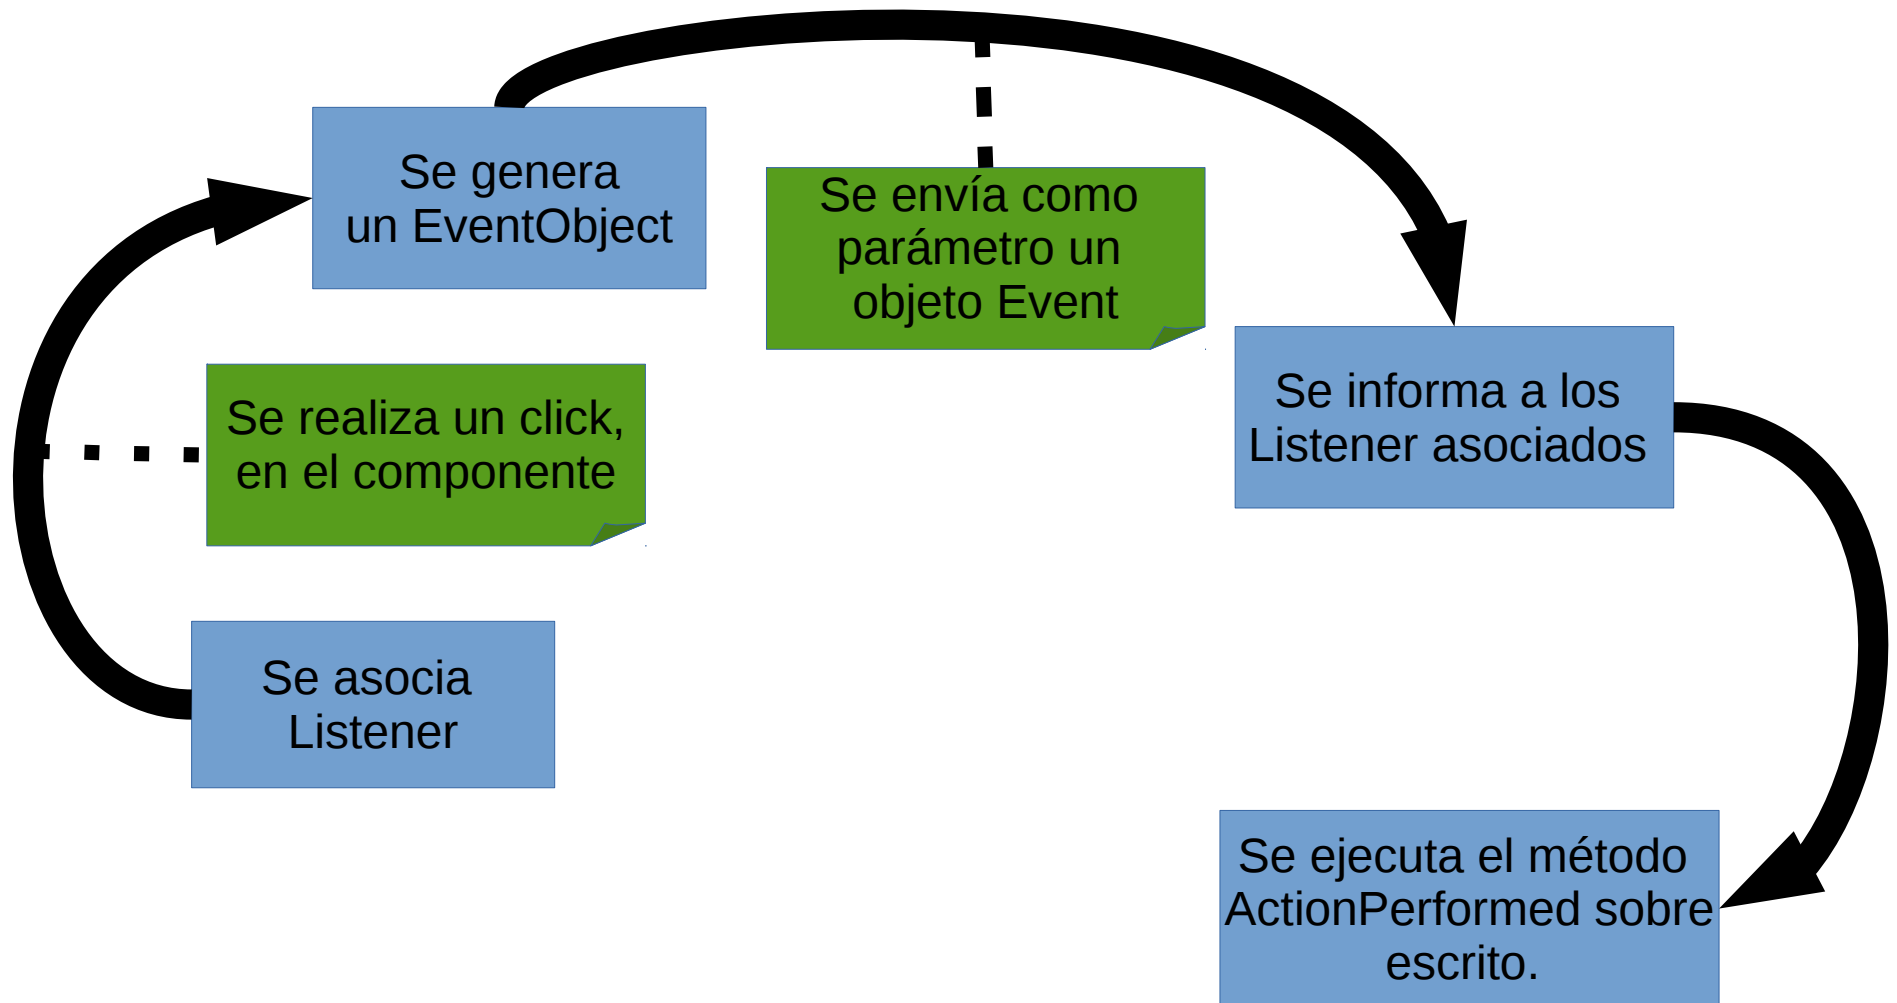 Se genera
un EventObject
Se envía como
parámetro un
objeto Event
Se realiza un click,
en el componente
Se informa a los
Listener asociados
Se asocia
Listener
Se ejecuta el método
ActionPerformed sobre
escrito.